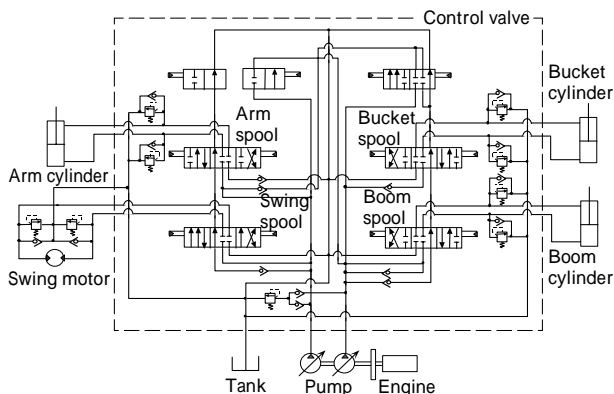 Control valve
Bucket
cylinder
Arm
spool
Bucket
spool
Arm cylinder
Swing
spool
Boom
spool
Swing motor
Boom
cylinder
Tank
Pump
Engine